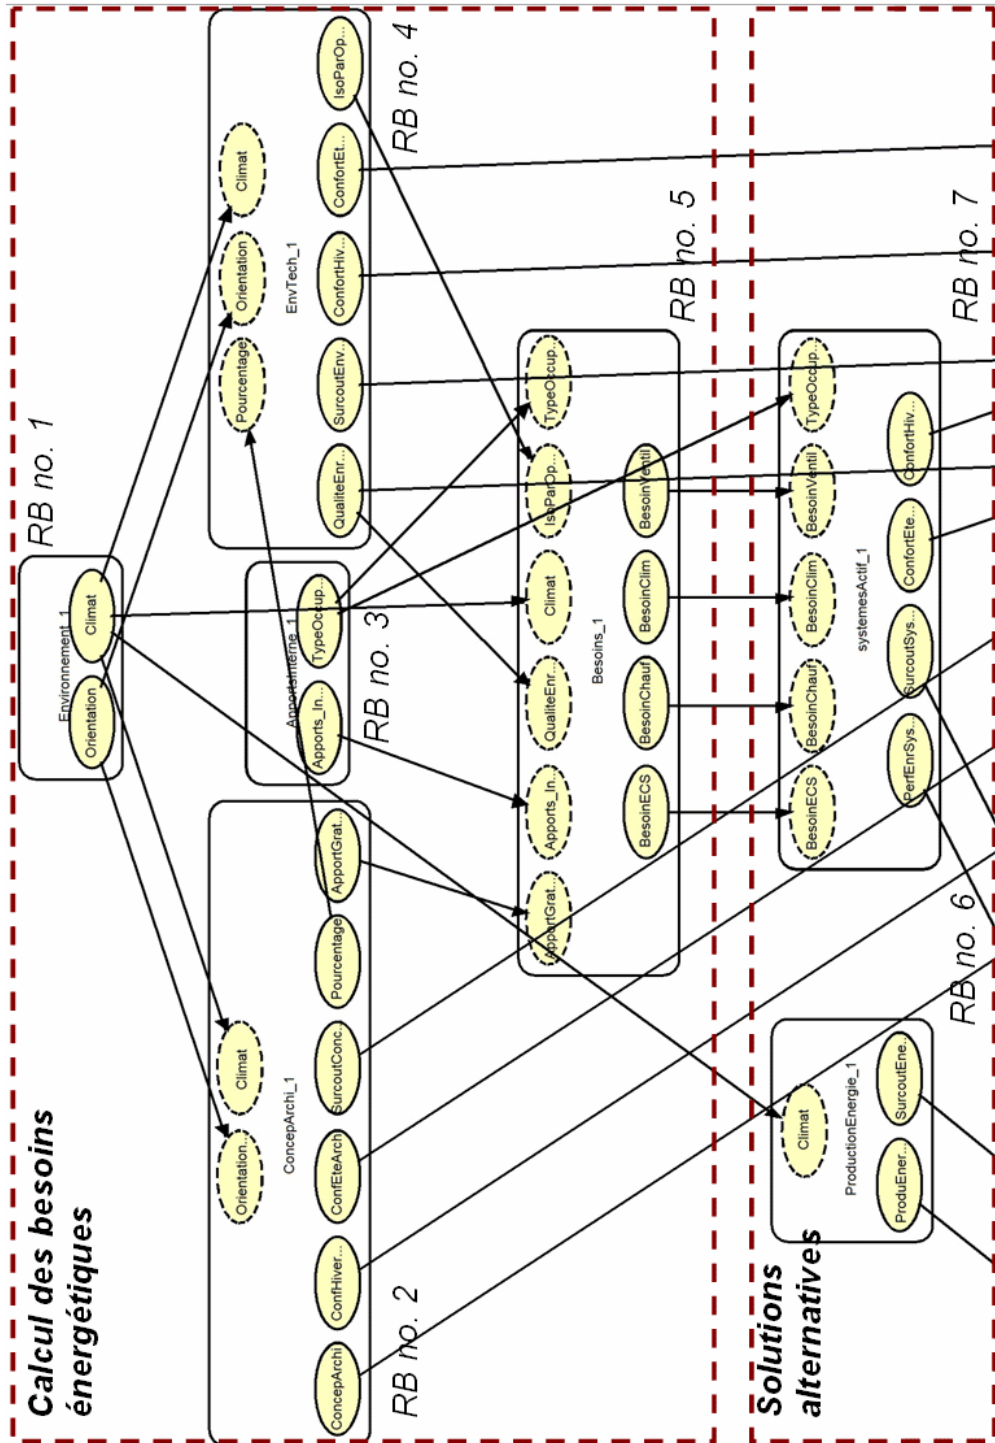 Calcul des besoins
énergétiques
RB no. 1
Environnement_1
Orientation
Climat
RB no. 2
Orientation...
Climat
ConcepArchi_1
ConcepArchi
ConfHiver...
ConfEteArch
SurcoutConc...
Pourcentage
ApportGrat...
RB no. 3
ApportsInterne_1
Apports_In...
TypeOccup...
RB no. 4
Pourcentage
Orientation
Climat
EnvTech_1
QualiteEnr...
SurcoutEnv...
ConfortHiv...
ConfortEt...
IsoParOp...
RB no. 5
ApportGrat...
Apports_In...
QualiteEnr...
Climat
IsoParOp...
TypeOccup...
Besoins_1
BesoinECS
BesoinChauf
BesoinClim
BesoinVentil
Solutions
alternatives
RB no. 6
Climat
ProductionEnergie_1
ProduEner...
SurcoutEne...
RB no. 7
BesoinECS
BesoinChauf
BesoinClim
BesoinVentil
TypeOccup...
systemesActif_1
PerfEnrSys...
SurcoutSys...
ConfortEte...
ConfortHiv...